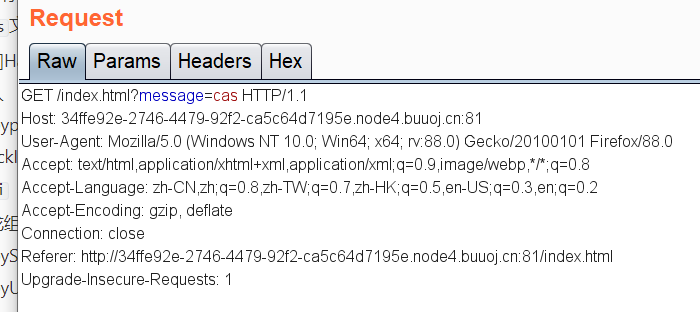 Request
Raw Params Headers Hex
GET /index.html?message=cas HTTP/1.1
Host: 34ffe92e-2746-4479-92f2-ca5c64d7195e.node4.buuoj.cn:81
User-Agent: Mozilla/5.0 (Windows NT 10.0; Win64; x64; rv:88.0) Gecko/20100101 Firefox/88.0
Accept: text/html,application/xhtml+xml,application/xml;q=0.9,image/webp,*/*;q=0.8
Accept-Language: zh-CN,zh;q=0.8,zh-TW;q=0.7,zh-HK;q=0.5,en-US;q=0.3,en;q=0.2
Accept-Encoding: gzip, deflate
Connection: close
Referer: http://34ffe92e-2746-4479-92f2-ca5c64d7195e.node4.buuoj.cn:81/index.html
Upgrade-Insecure-Requests: 1